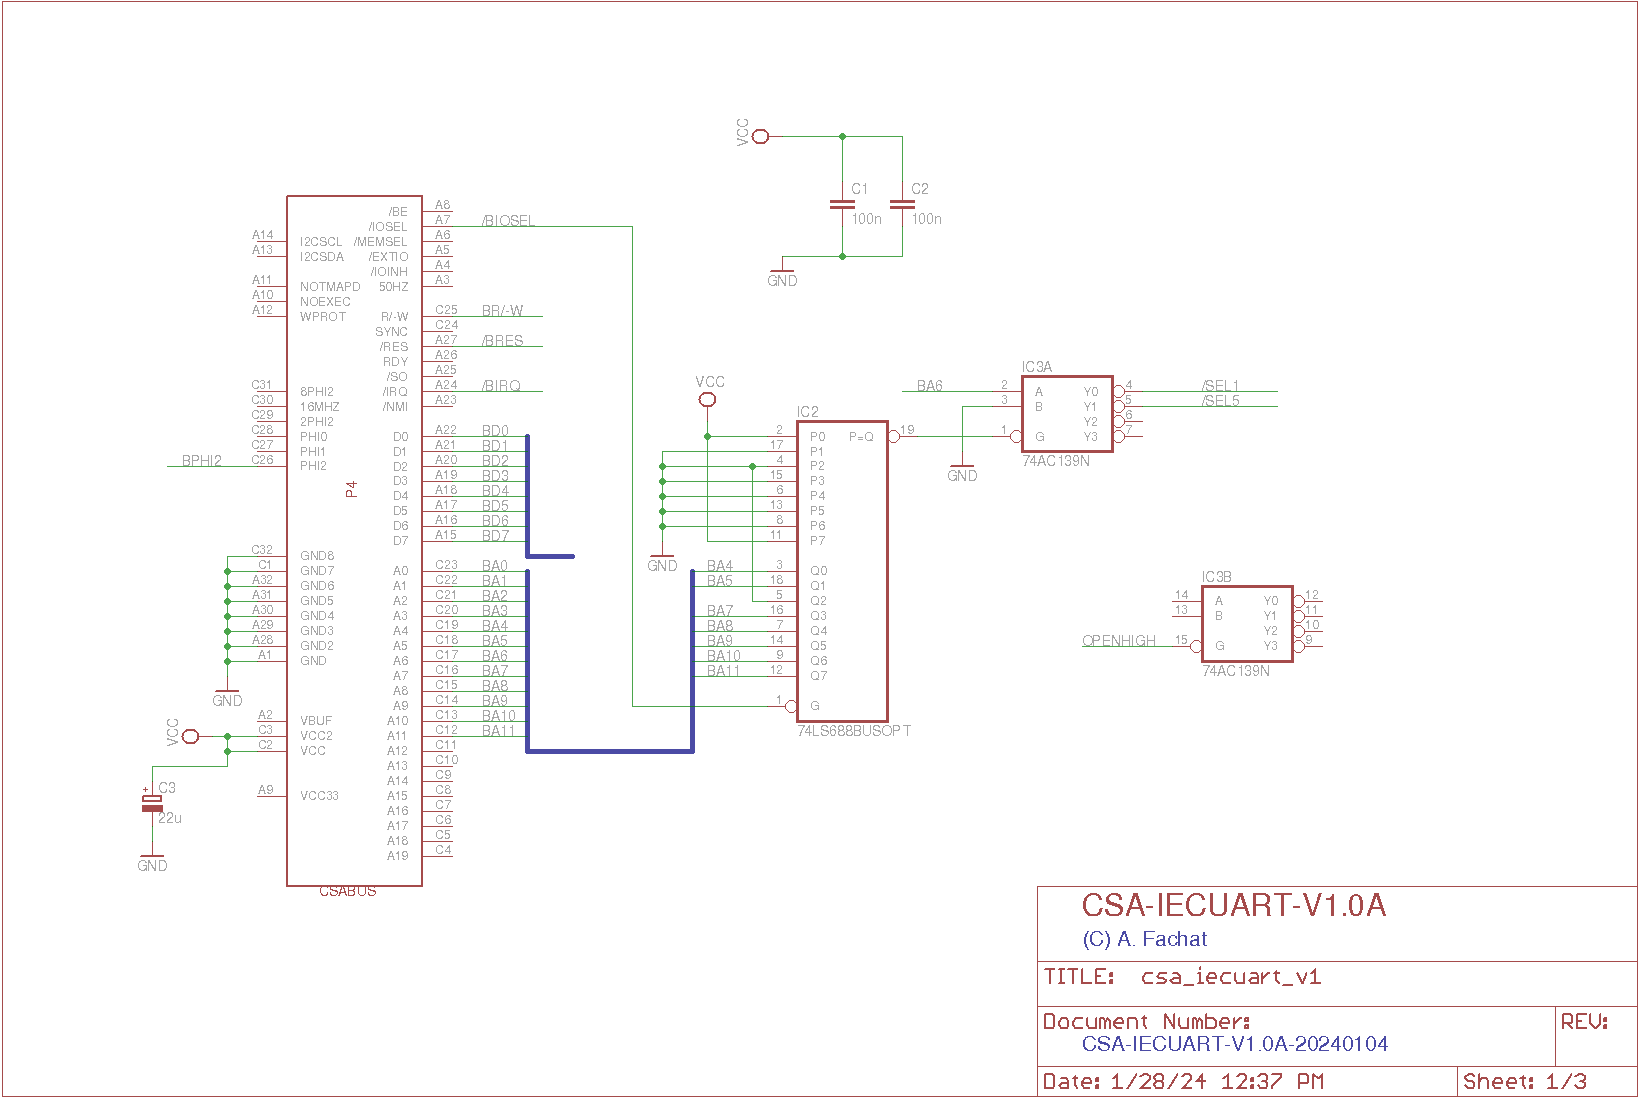 VCC
C1
100n
C2
100n
GND
A14 I2CSCL
A13 I2CSDA
A11 NOTMAPD
A10 NOEXEC
A12 WPROT
C31 8PHI2
C30 16MHZ
C29 2PHI2
C28 PHI0
C27 PHI1
BPHI2 C26 PHI2
C32 GND8
C1 GND7
A32 GND6
A31 GND5
A30 GND4
A29 GND3
A28 GND2
A1 GND
GND
A2 VBUF
VCC
C3 VCC2
C2 VCC
A9 VCC33
+ C3
22u
GND
P4
/BE A8
/IOSEL A7 /BIOSEL
/MEMSEL A6
/EXTIO A5
/IOINH A4
50HZ A3
R/-W C25 BR/-W
SYNC C24
/RES A27 /BRES
RDY A26
/SO A25
/IRQ A24 /BIRQ
/NMI A23
D0 A22 BD0
D1 A21 BD1
D2 A20 BD2
D3 A19 BD3
D4 A18 BD4
D5 A17 BD5
D6 A16 BD6
D7 A15 BD7
A0 C23 BA0
A1 C22 BA1
A2 C21 BA2
A3 C20 BA3
A4 C19 BA4
A5 C18 BA5
A6 C17 BA6
A7 C16 BA7
A8 C15 BA8
A9 C14 BA9
A10 C13 BA10
A11 C12 BA11
A12 C11
A13 C10
A14 C9
A15 C8
A16 C7
A17 C6
A18 C5
A19 C4
CSABUS
VCC
GND
IC2
2 P0 P=Q 19
17 P1
4 P2
15 P3
6 P4
13 P5
8 P6
11 P7
BA4 3 Q0
BA5 18 Q1
5 Q2
BA7 16 Q3
BA8 7 Q4
BA9 14 Q5
BA10 9 Q6
BA11 12 Q7
1 G
74LS688BUSOPT
IC3A
BA6 2 A Y0 4 /SEL1
3 B Y1 5 /SEL5
Y2 6
1 G Y3 7
74AC139N
GND
IC3B
14 A Y0 12
13 B Y1 11
Y2 10
OPENHIGH 15 G Y3 9
74AC139N
CSA-IECUART-V1.0A
(C) A. Fachat
TITLE: csa_iecuart_v1
Document Number:
REV:
CSA-IECUART-V1.0A-20240104
Date: 1/28/24 12:37 PM
Sheet: 1/3